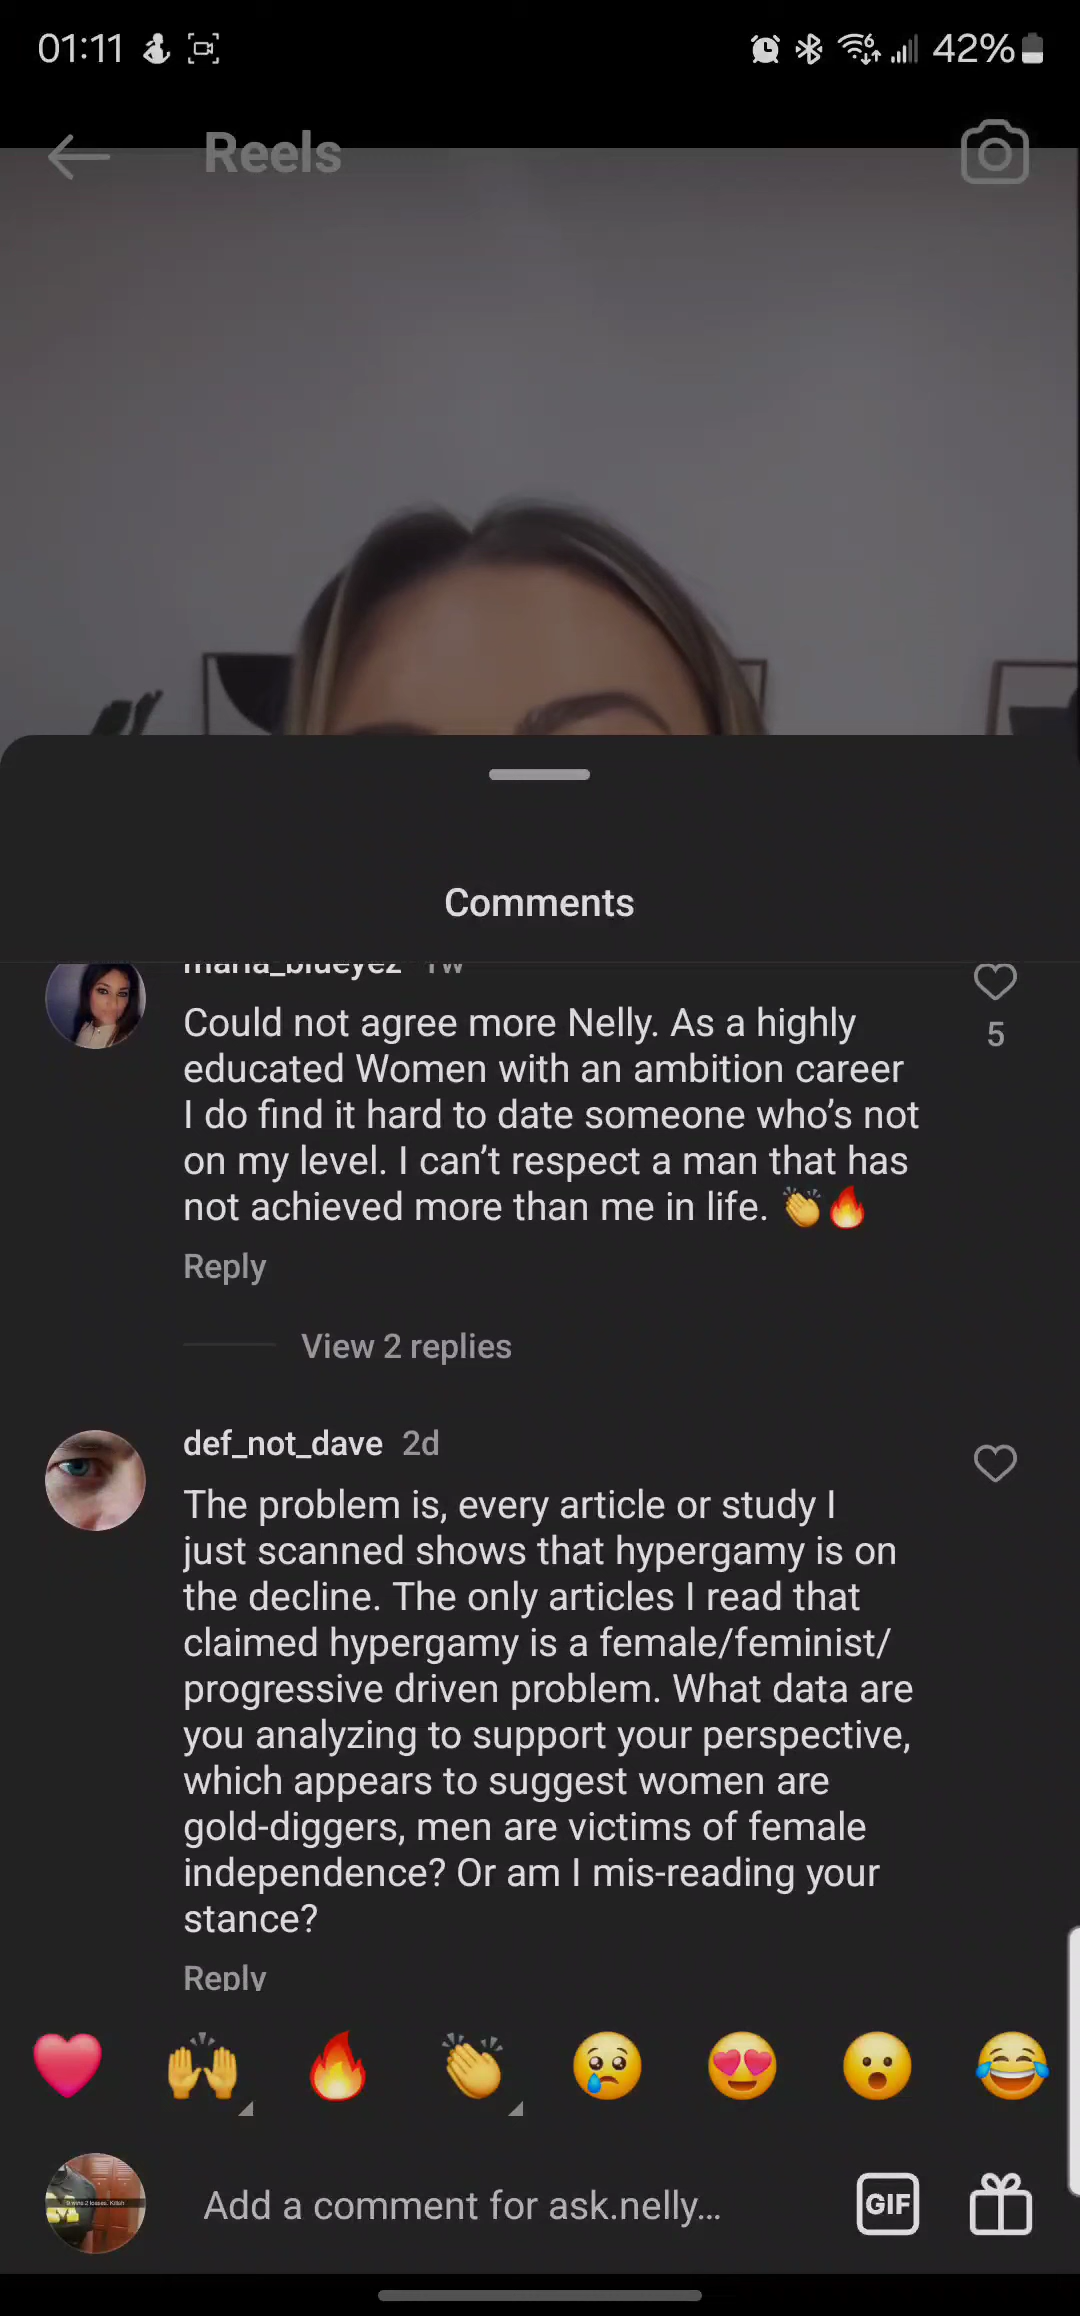 01:11
42%
Reels
Comments
maria_blueyez 1w
Could not agree more Nelly. As a highly
educated Women with an ambition career
I do find it hard to date someone who's not
on my level. I can't respect a man that has
not achieved more than me in life. 👏🔥
5
Reply
View 2 replies
def_not_dave 2d
The problem is, every article or study I
just scanned shows that hypergamy is on
the decline. The only articles I read that
claimed hypergamy is a female/feminist/
progressive driven problem. What data are
you analyzing to support your perspective,
which appears to suggest women are
gold-diggers, men are victims of female
independence? Or am I mis-reading your
stance?
Reply
Add a comment for ask.nelly...
GIF